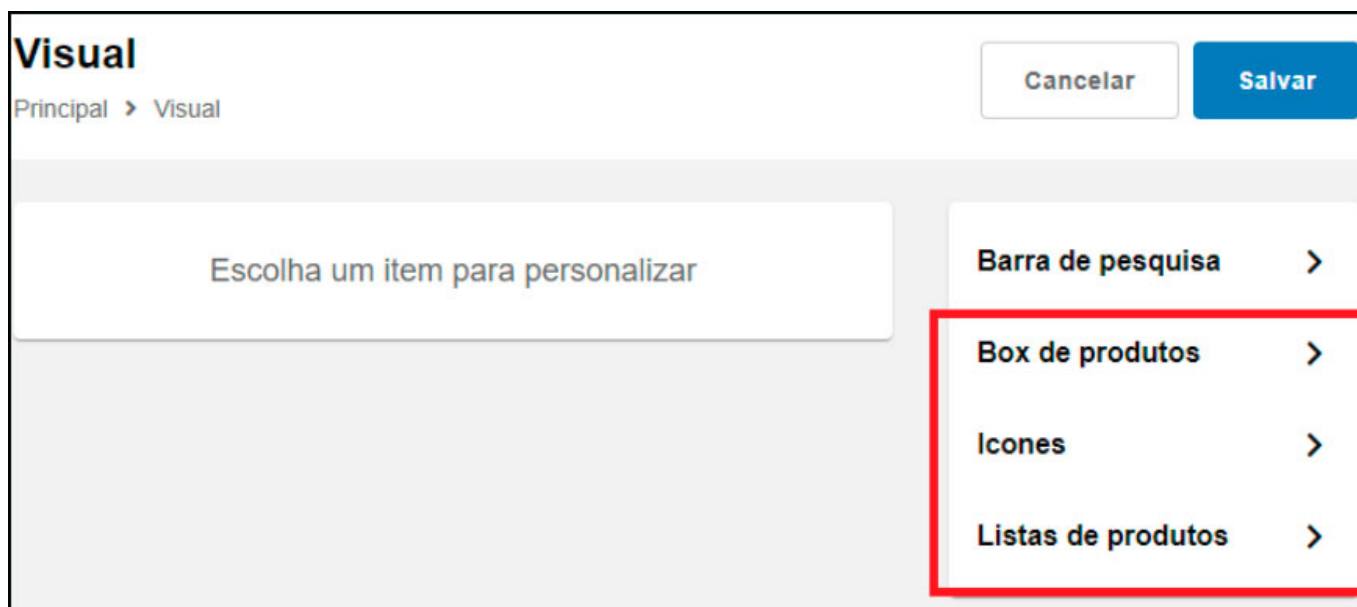 Visual
Cancelar
Salvar
Principal > Visual
Escolha um item para personalizar
Barra de pesquisa
Box de produtos
Icones
Listas de produtos